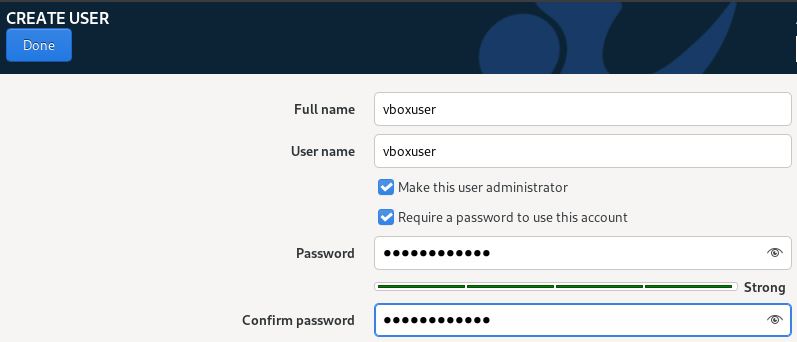 CREATE USER
Done
Full name vboxuser
User name vboxuser
Make this user administrator
Require a password to use this account
Password ●●●●●●●●●●●●
Strong
Confirm password ●●●●●●●●●●●●